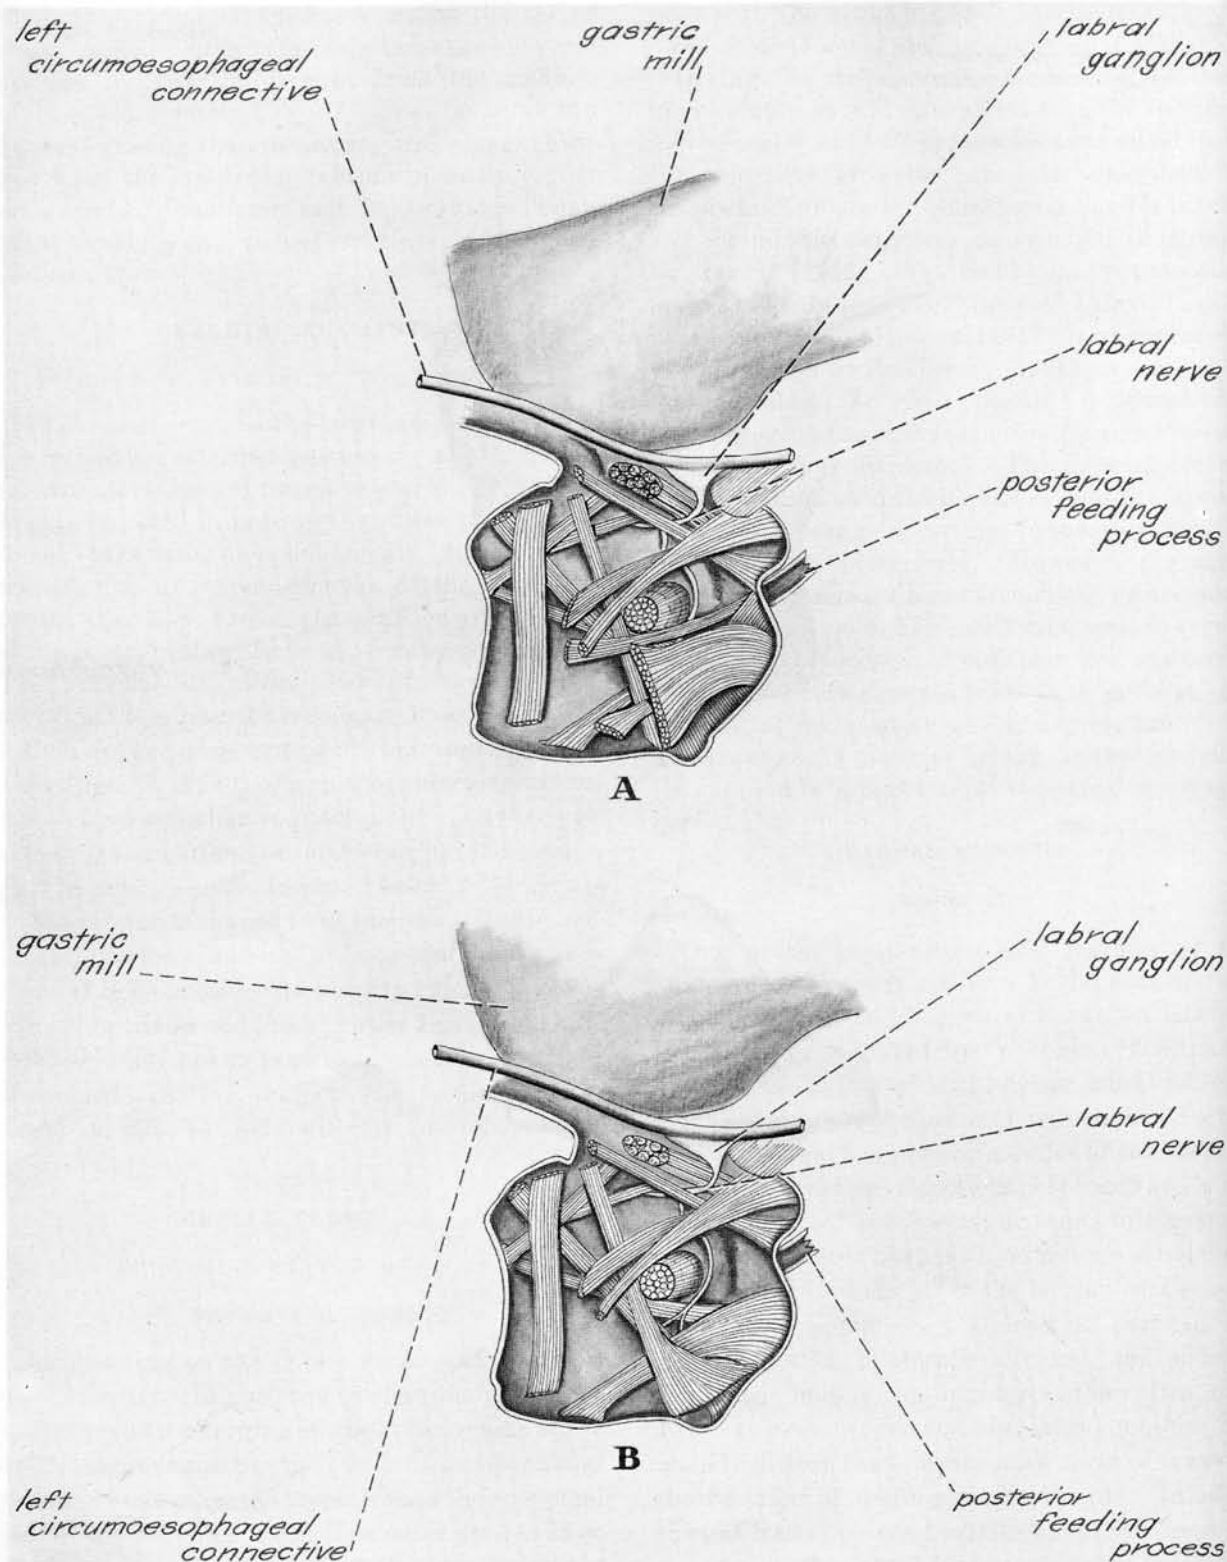 left
circumoesophageal
connective
gastric
mill
labral
ganglion
labral
nerve
posterior
feeding
process
A
gastric
mill
labral
ganglion
labral
nerve
B
left
circumoesophageal
connective
posterior
feeding
process